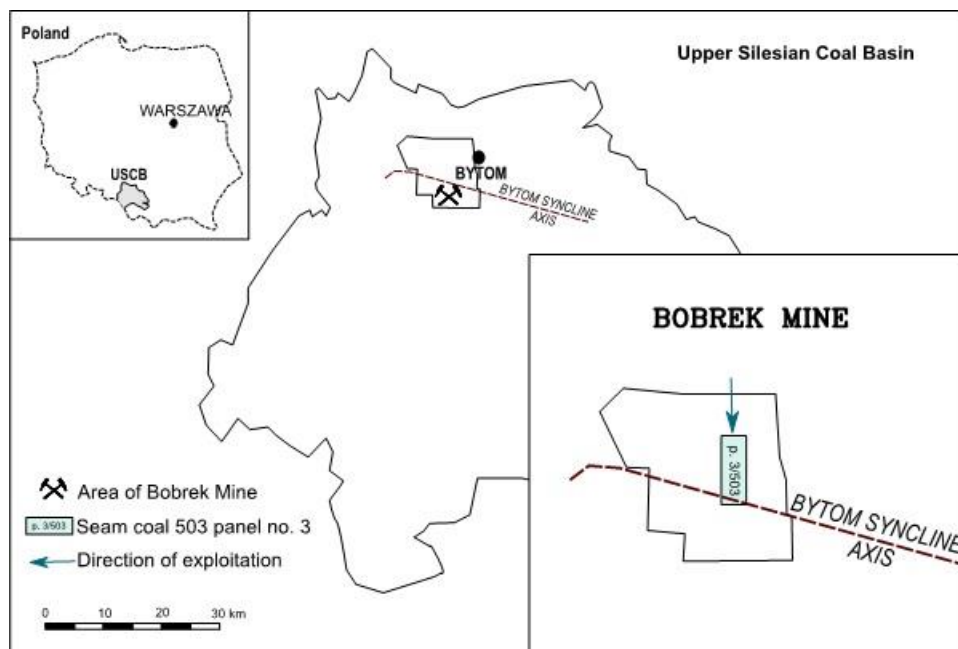 Poland
WARSZAWA
USCB
Upper Silesian Coal Basin
BYTOM
BYTOM SYNCLINE
AXIS
BOBREK MINE
p. 3/503
BYTOM SYNCLINE
AXIS
Area of Bobrek Mine
p. 3/503 Seam coal 503 panel no. 3
Direction of exploitation
0 10 20 30 km